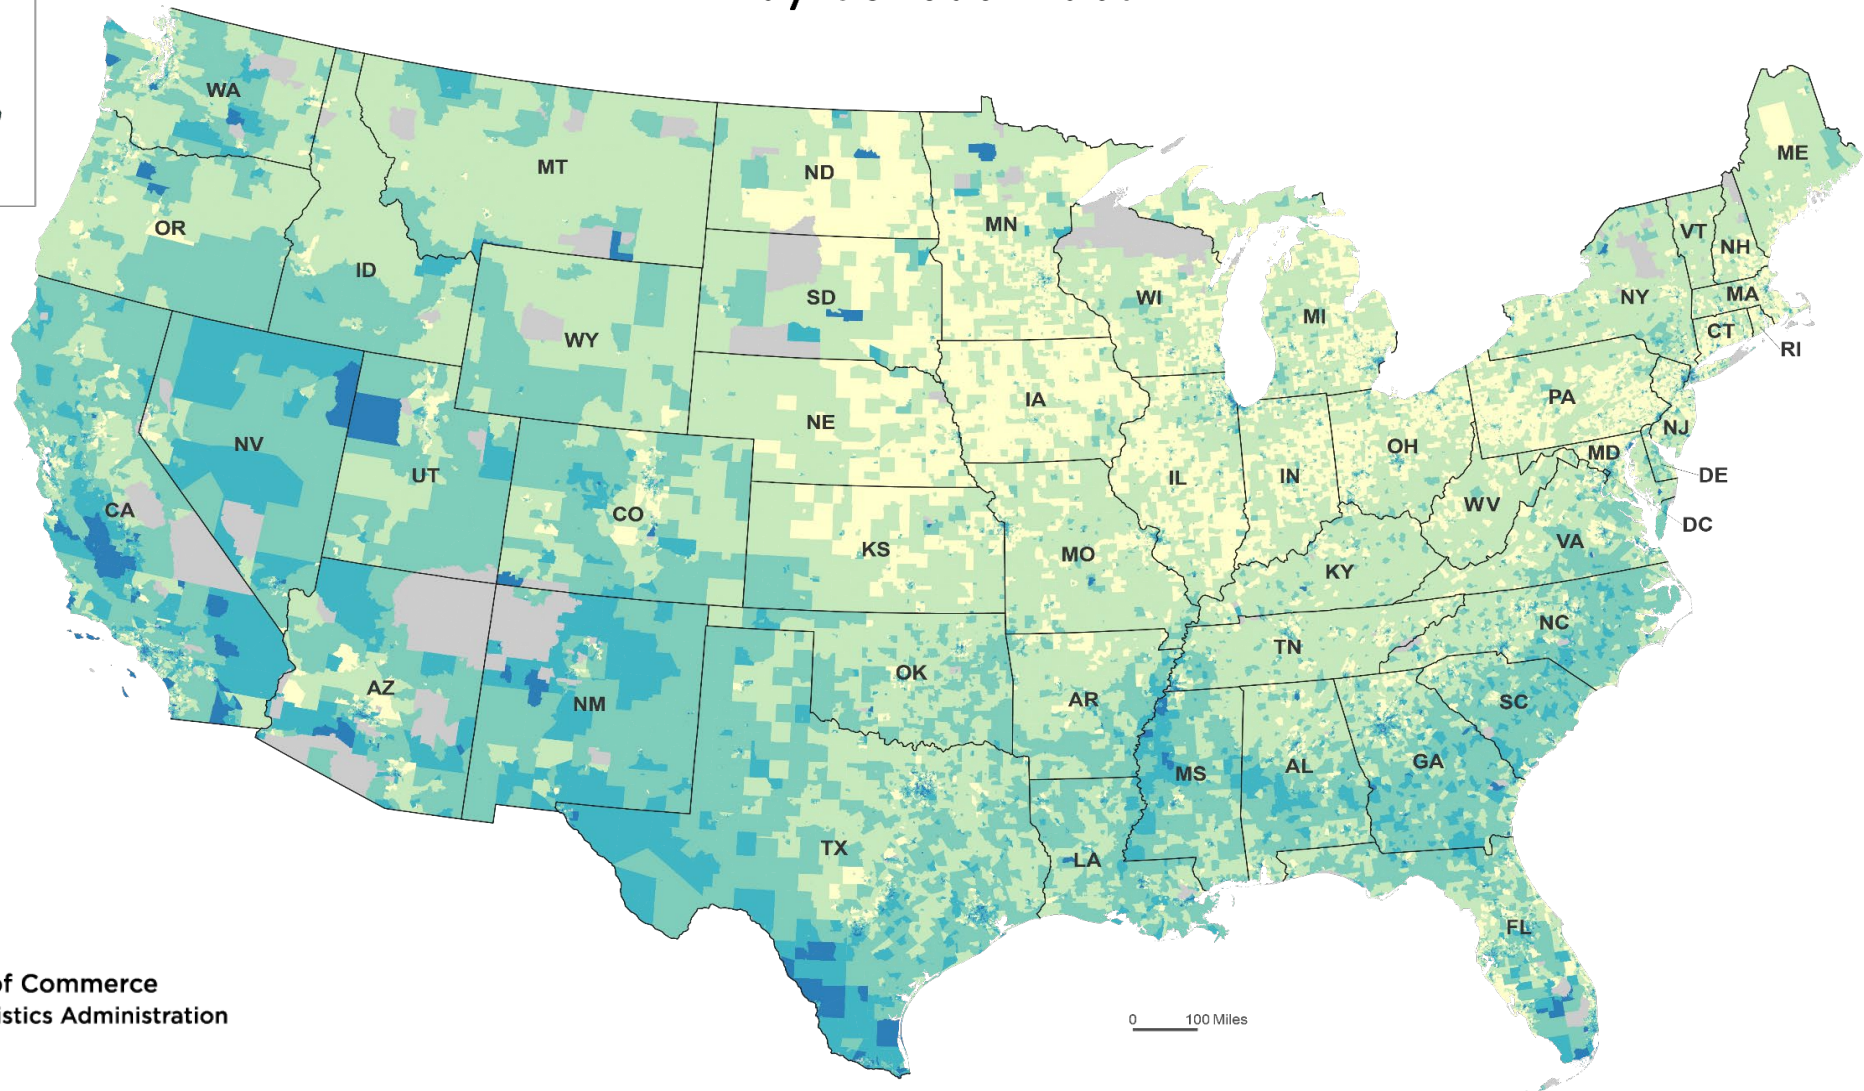 WA
MT
ND
MN
ME
OR
ID
SD
WI
MI
VT
NH
NY
MA
CT
RI
WY
NE
IA
PA
NJ
NV
UT
CO
IL
IN
OH
MD
DE
CA
KS
MO
WV
DC
VA
KY
AZ
NM
OK
AR
TN
NC
SC
TX
LA
MS
AL
GA
FL
of Commerce
istics Administration
0 100 Miles